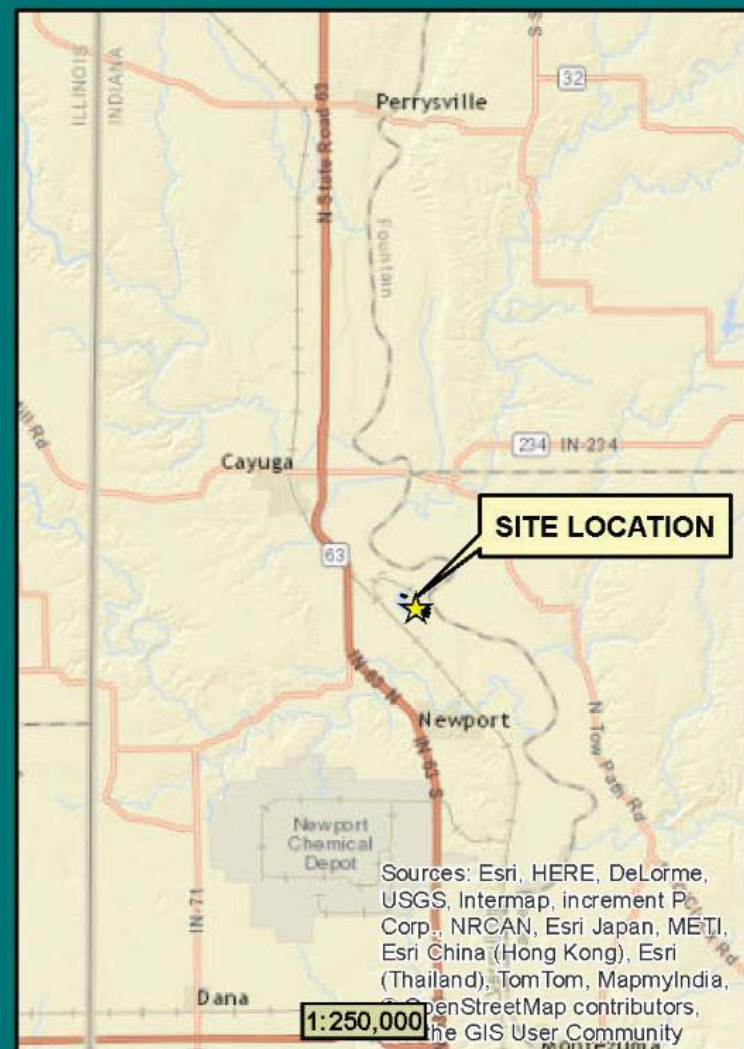 ILLINOIS
INDIANA
N State Road 63
32
Perrysville
Fountain
234
IN-234
Cayuga
SITE LOCATION
63
IN-63 N
Newport
IN 63 S
N Tow Path Rd
Newport
Chemical
Depot
IN-71
Sources: Esri, HERE, DeLorme,
USGS, Intermap, increment P
Corp., NRCAN, Esri Japan, METI,
Esri China (Hong Kong), Esri
(Thailand), TomTom, MapmyIndia,
© OpenStreetMap contributors,
the GIS User Community
Dana
1:250,000